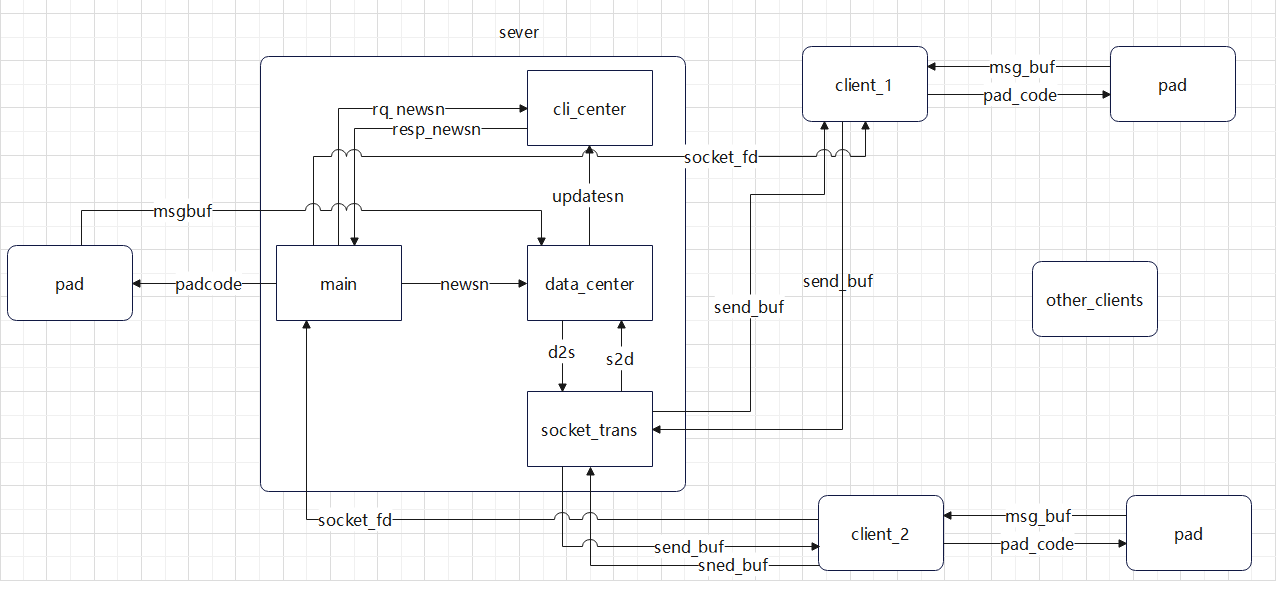 sever
cli_center
rq_newsn
resp_newsn
socket_fd
updatesn
msgbuf
pad
padcode
main
newsn
data_center
d2s
s2d
socket_trans
client_1
msg_buf
pad_code
pad
send_buf
send_buf
other_clients
socket_fd
send_buf
sned_buf
client_2
msg_buf
pad_code
pad